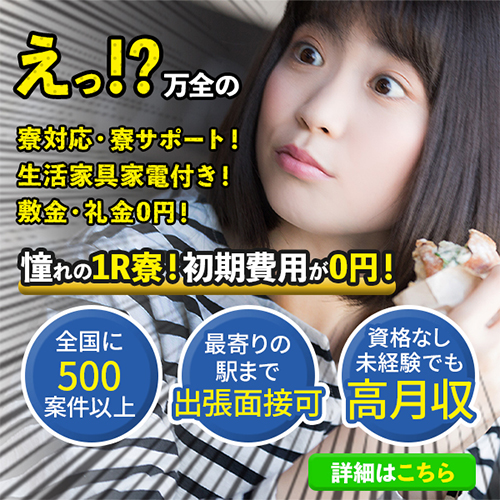 えっ!?万全の
寮対応・寮サポート!
生活家具家電付き!
敷金・礼金0円!
憧れの1R寮!初期費用が0円!
全国に
500
案件以上
最寄りの
駅まで
出張面接可
資格なし
未経験でも
高月収
詳細はこちら